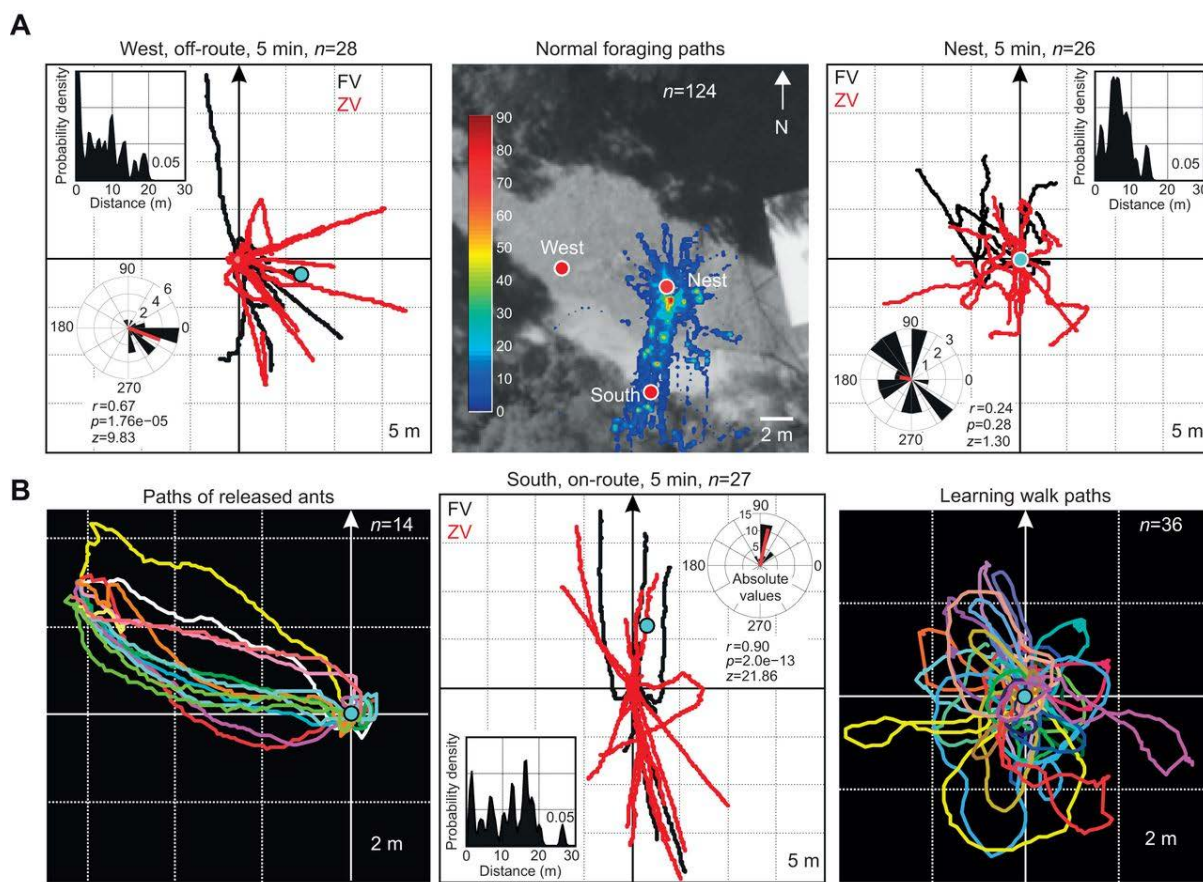 A
West, off-route, 5 min, n=28
Probability density
0.05
0 10 20 30
Distance (m)
FV
ZV
90
6
4
2
180
0
270
r=0.67
p=1.76e−05
z=9.83
5 m
Normal foraging paths
n=124
N
90
80
70
60
50
40
30
20
10
0
West
Nest
South
2 m
Nest, 5 min, n=26
FV
ZV
Probability density
0.05
0 10 20 30
Distance (m)
90
3
2
1
180
0
270
r=0.24
p=0.28
z=1.30
5 m
B
Paths of released ants
n=14
2 m
South, on-route, 5 min, n=27
FV
ZV
90
15
10
5
180
0
Absolute
values
270
r=0.90
p=2.0e−13
z=21.86
Probability density
0.05
0 10 20 30
Distance (m)
5 m
Learning walk paths
n=36
2 m